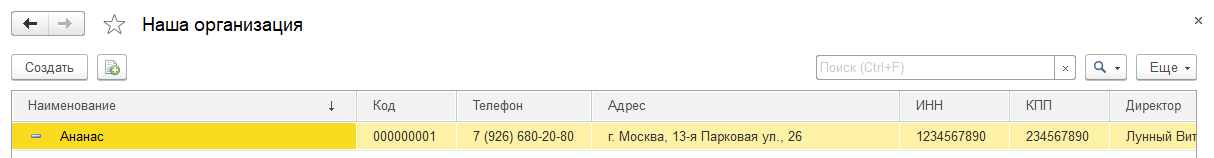 Наша организация
Создать Поиск (Ctrl+F) Еще
Наименование Код Телефон Адрес ИНН КПП Директор
Ананас 000000001 7 (926) 680-20-80 г. Москва, 13-я Парковая ул., 26 1234567890 234567890 Лунный Вит